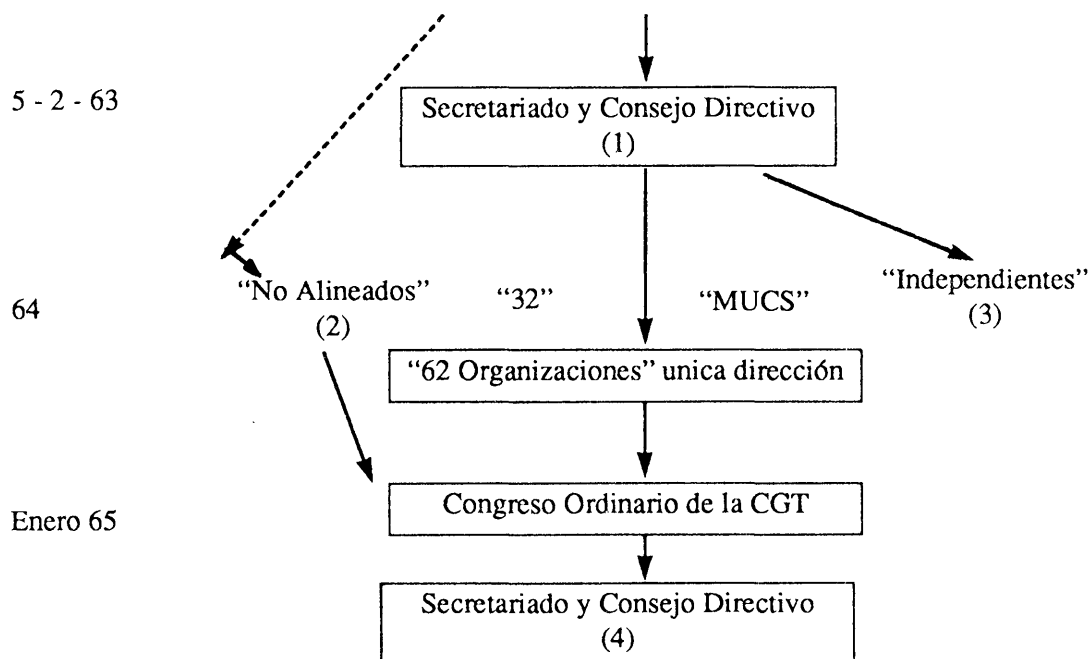 5 - 2 - 63
Secretariado y Consejo Directivo
(1)
64
“No Alineados”
(2)
“32”
“MUCS”
“Independientes”
(3)
“62 Organizaciones” unica dirección
Enero 65
Congreso Ordinario de la CGT
Secretariado y Consejo Directivo
(4)